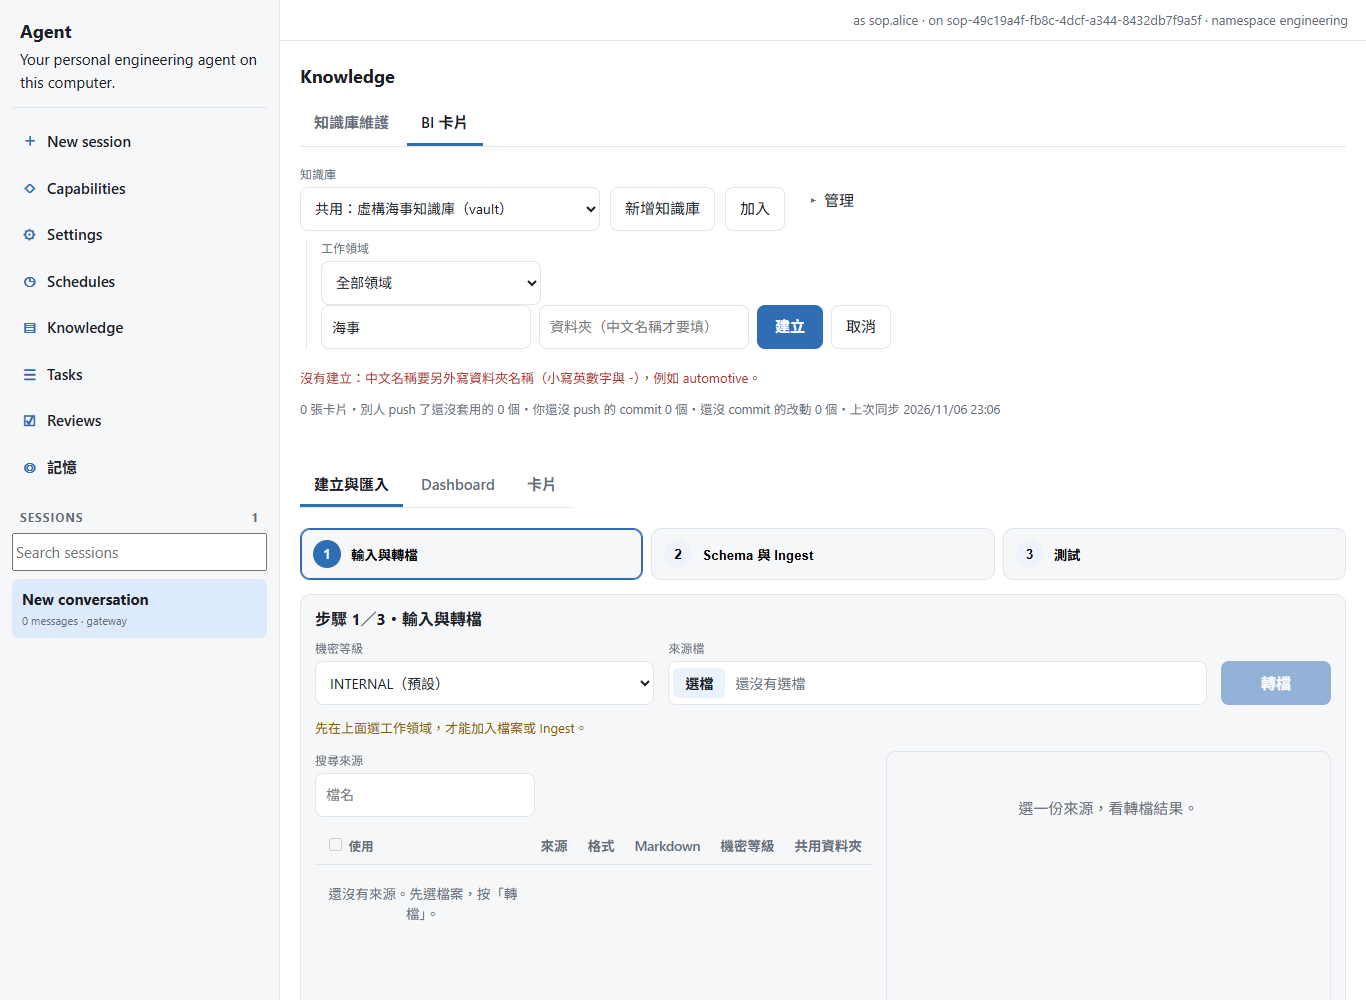 Agent
Your personal engineering agent on
this computer.
New session
Capabilities
Settings
Schedules
Knowledge
Tasks
Reviews
記憶
SESSIONS 1
Search sessions
New conversation
0 messages · gateway
as sop.alice · on sop-49c19a4f-fb8c-4dcf-a344-8432db7f9a5f · namespace engineering
Knowledge
知識庫維護 BI 卡片
知識庫
共用：虛構海事知識庫（vault） 新增知識庫 加入 ▸ 管理
工作領域
全部領域
海事 資料夾（中文名稱才要填） 建立 取消
沒有建立：中文名稱要另外寫資料夾名稱（小寫英數字與 -），例如 automotive。
0 張卡片・別人 push 了還沒套用的 0 個・你還沒 push 的 commit 0 個・還沒 commit 的改動 0 個・上次同步 2026/11/06 23:06
建立與匯入 Dashboard 卡片
1 輸入與轉檔 2 Schema 與 Ingest 3 測試
步驟 1／3・輸入與轉檔
機密等級 來源檔
INTERNAL（預設） 選檔 還沒有選檔 轉檔
先在上面選工作領域，才能加入檔案或 Ingest。
搜尋來源
檔名
選一份來源，看轉檔結果。
使用 來源 格式 Markdown 機密等級 共用資料夾
還沒有來源。先選檔案，按「轉
檔」。